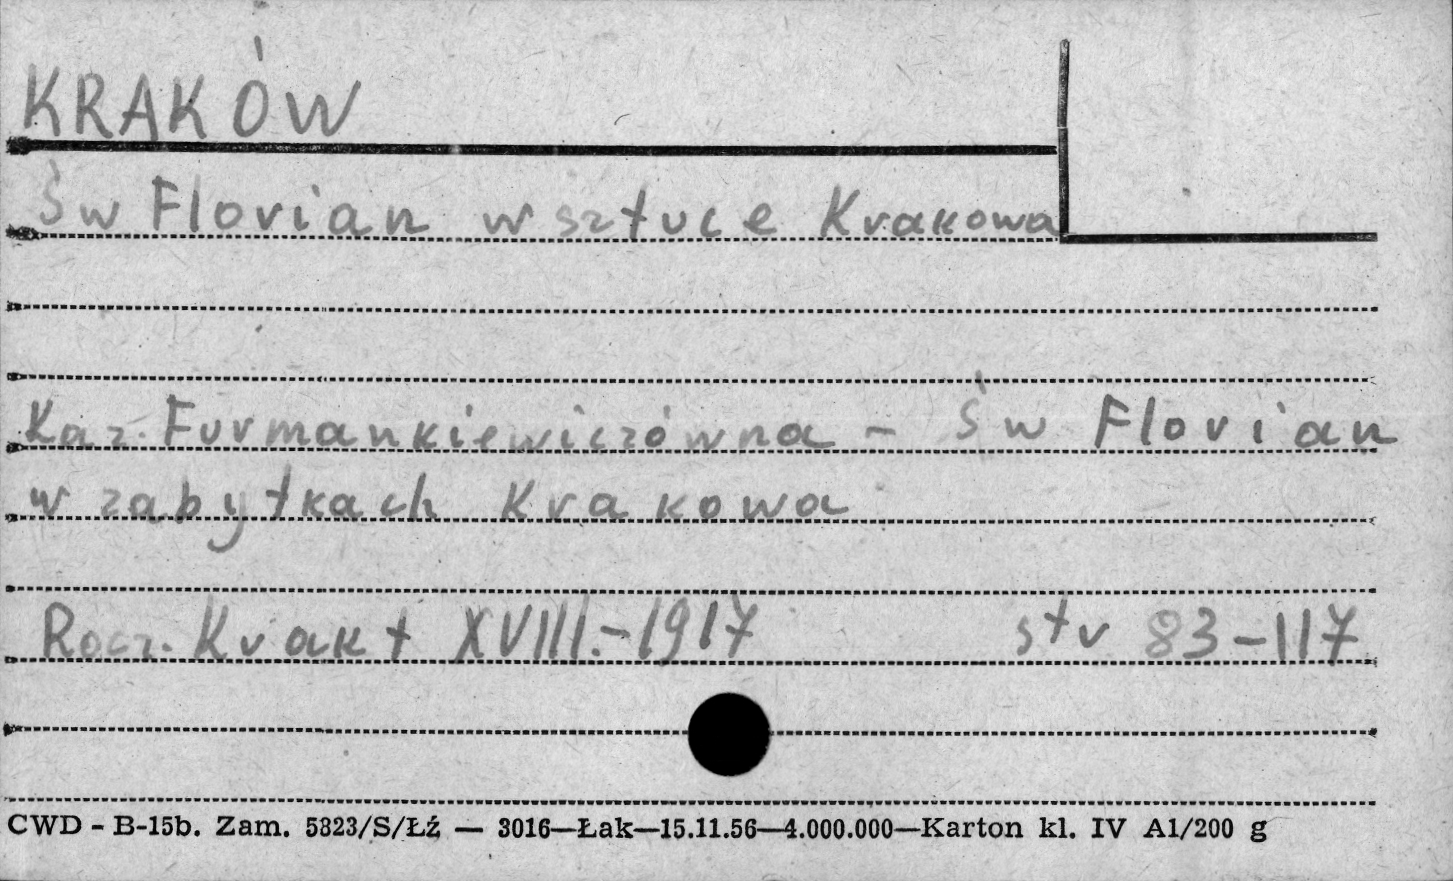 KRAKÓW
Św Florian w sztuce Krakowa
Kaz. Furmankiewiczówna - Św Florian
w zabytkach Krakowa
Rocz. Krak t XVIII.-1917 str 83-117
CWD - B-15b. Zam. 5323/S/Łź — 3016—Łak—15.11.56—4.000.000—Karton kl. IV A1/200 g